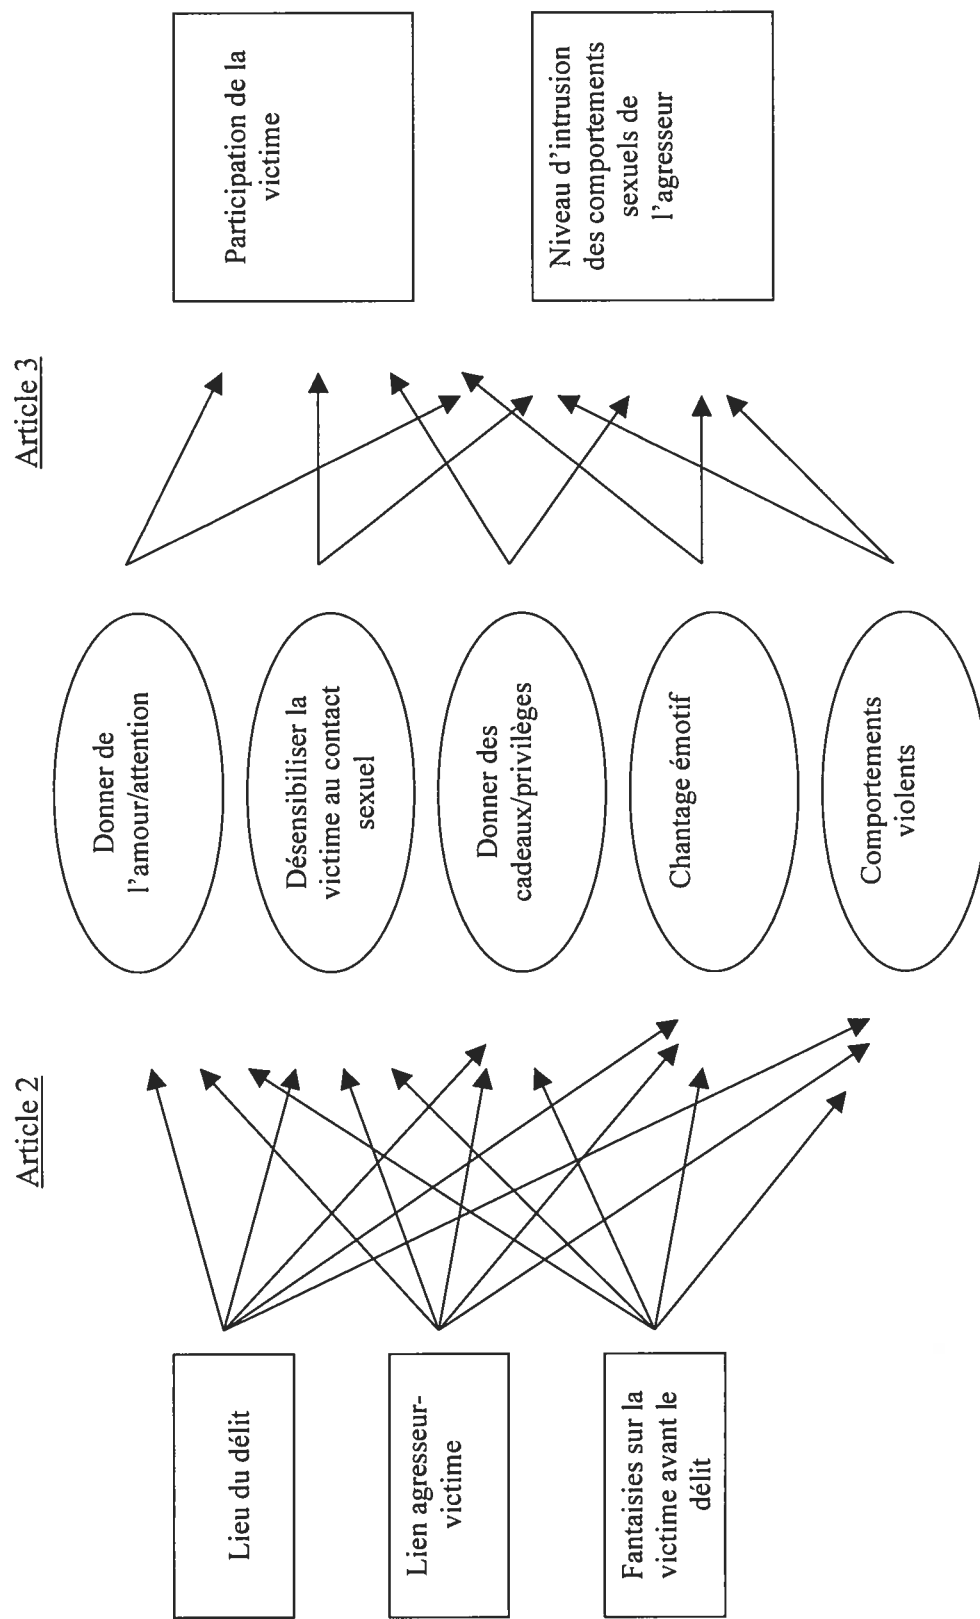 Article 2
Article 3
Lieu du délit
Lien agresseur-
victime
Fantaisies sur la
victime avant le
délit
Donner de
l'amour/attention
Désensibiliser la
victime au contact
sexuel
Donner des
cadeaux/privilèges
Chantage émotif
Comportements
violents
Participation de la
victime
Niveau d'intrusion
des comportements
sexuels de
l'agresseur